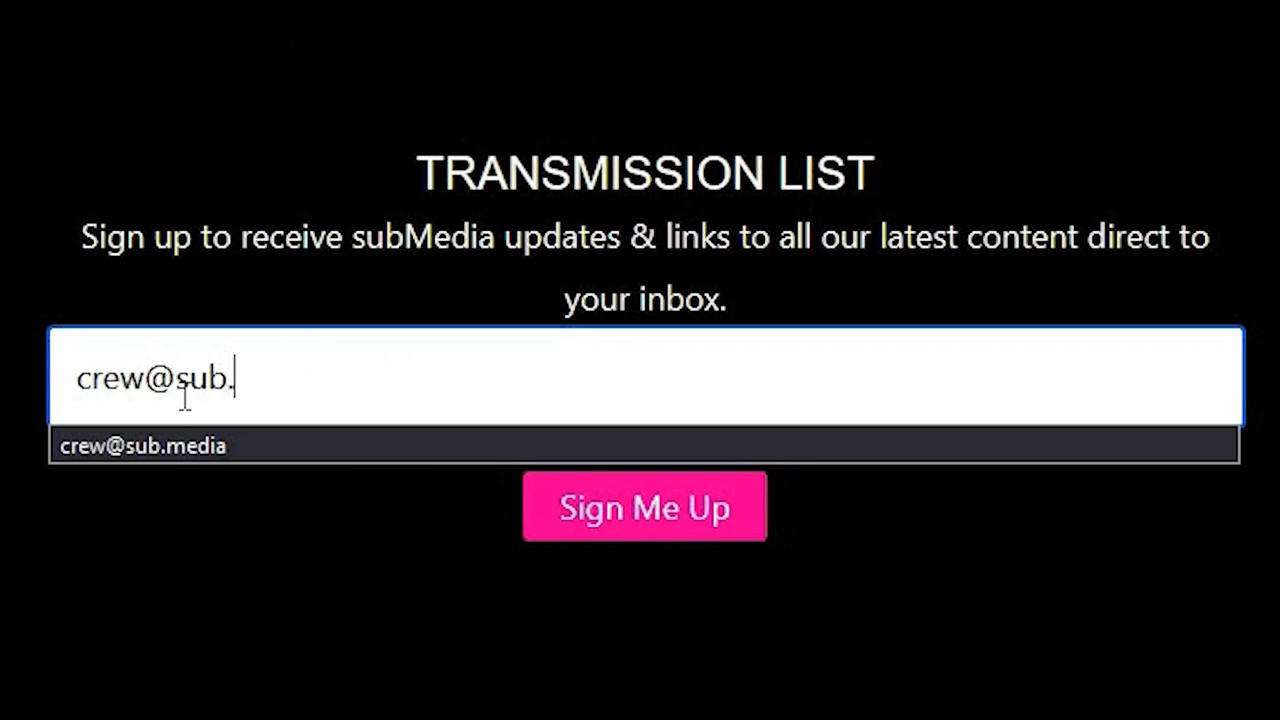 TRANSMISSION LIST
Sign up to receive subMedia updates & links to all our latest content direct to
your inbox.
crew@sub.
crew@sub.media
Sign Me Up